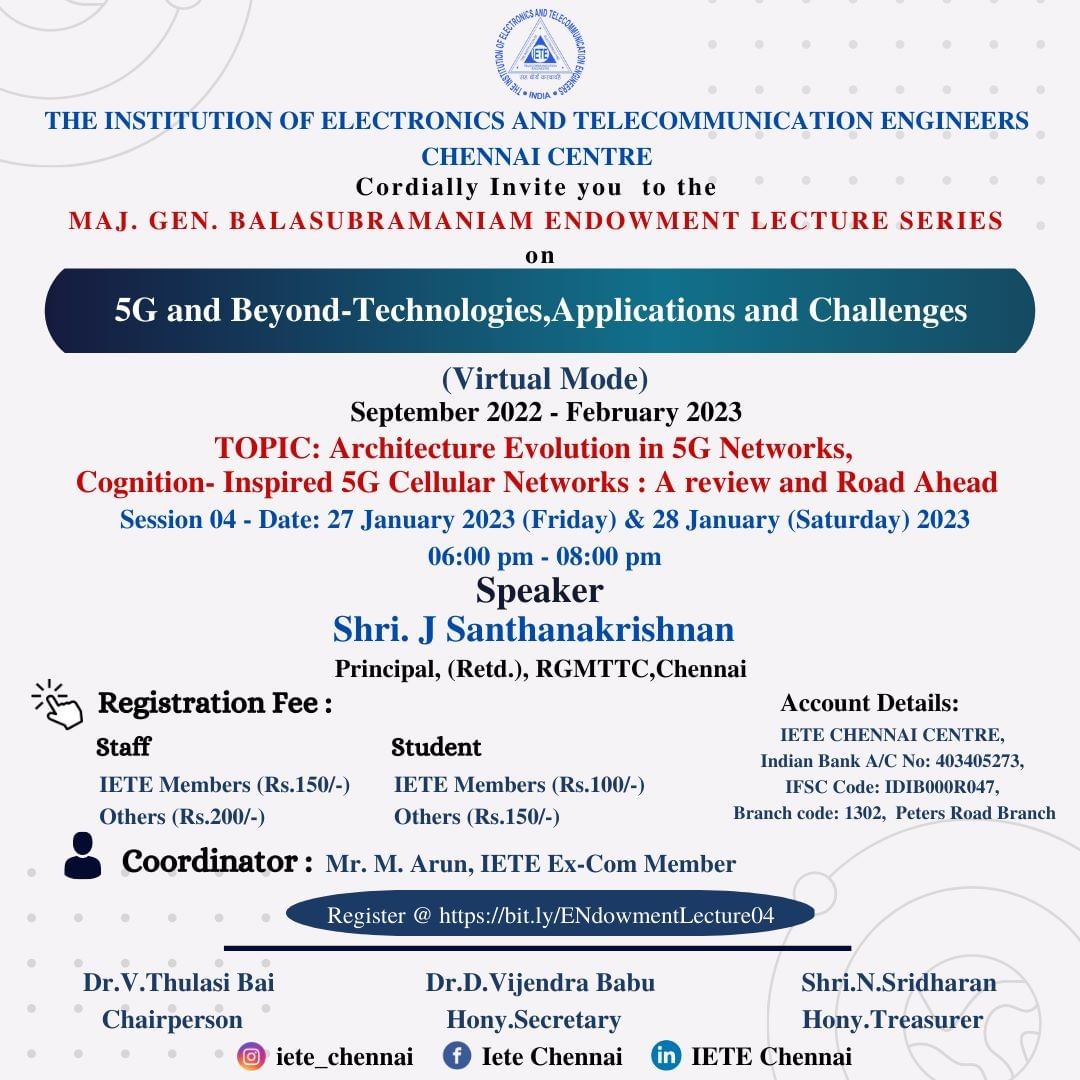 THE INSTITUTION OF ELECTRONICS AND TELECOMMUNICATION ENGINEERS
• INDIA •
IETE
THE INSTITUTION OF ELECTRONICS AND TELECOMMUNICATION ENGINEERS
CHENNAI CENTRE
Cordially Invite you to the
MAJ. GEN. BALASUBRAMANIAM ENDOWMENT LECTURE SERIES
on
5G and Beyond-Technologies,Applications and Challenges
(Virtual Mode)
September 2022 - February 2023
TOPIC: Architecture Evolution in 5G Networks,
Cognition- Inspired 5G Cellular Networks : A review and Road Ahead
Session 04 - Date: 27 January 2023 (Friday) & 28 January (Saturday) 2023
06:00 pm - 08:00 pm
Speaker
Shri. J Santhanakrishnan
Principal, (Retd.), RGMTTC,Chennai
Registration Fee :
Staff
IETE Members (Rs.150/-)
Others (Rs.200/-)
Student
IETE Members (Rs.100/-)
Others (Rs.150/-)
Account Details:
IETE CHENNAI CENTRE,
Indian Bank A/C No: 403405273,
IFSC Code: IDIB000R047,
Branch code: 1302, Peters Road Branch
Coordinator : Mr. M. Arun, IETE Ex-Com Member
Register @ https://bit.ly/ENdowmentLecture04
Dr.V.Thulasi Bai
Chairperson
Dr.D.Vijendra Babu
Hony.Secretary
Shri.N.Sridharan
Hony.Treasurer
iete_chennai
Iete Chennai
IETE Chennai